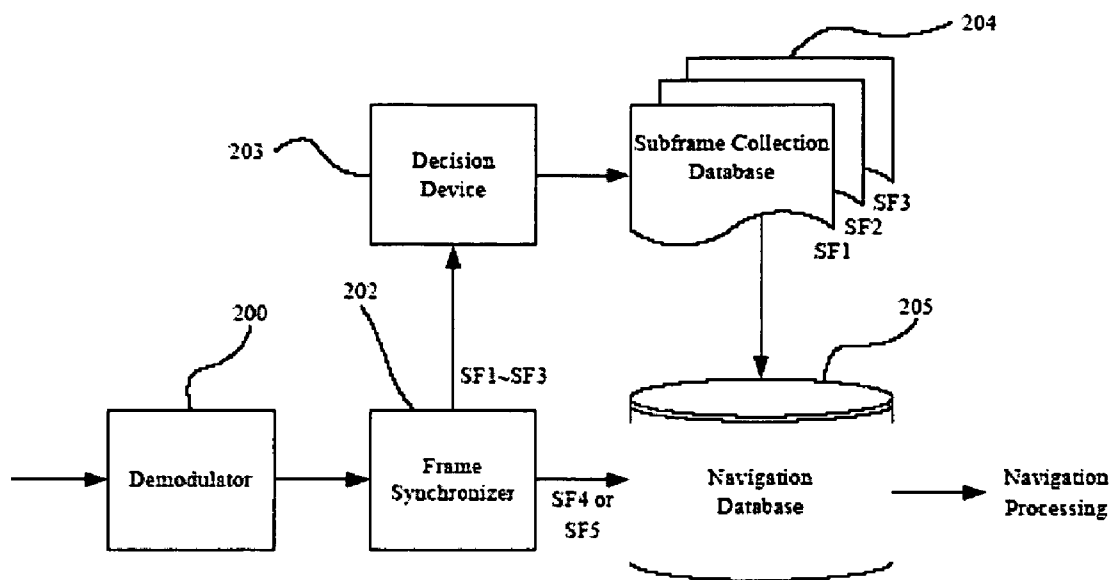 204
203
Decision
Device
Subframe Collection
Database
SF3
SF2
SF1
202
200
205
SF1~SF3
Demodulator
Frame
Synchronizer
SF4 or
SF5
Navigation
Database
Navigation
Processing